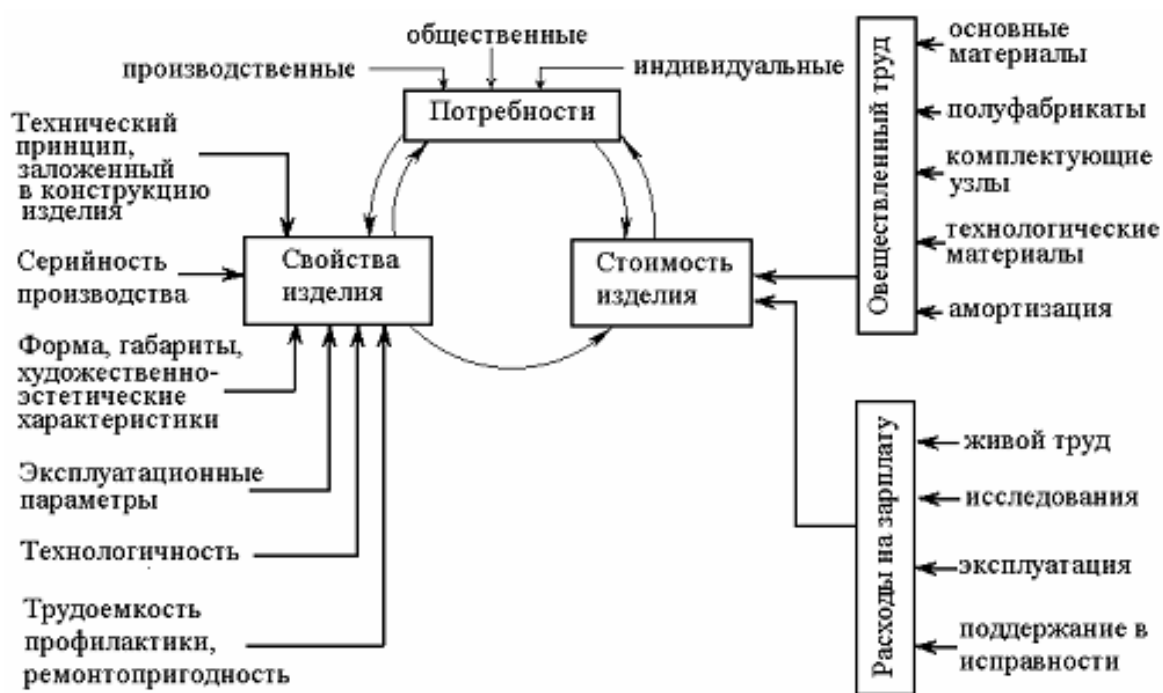 общественные
производственные
индивидуальные
Потребности
Технический
принцип,
заложенный
в конструкцию
изделия
Серийность
производства
Форма, габариты,
художественно-
эстетические
характеристики
Эксплуатационные
параметры
Технологичность
Трудоемкость
профилактики,
ремонтопригодность
Свойства
изделия
Стоимость
изделия
Овеществленный труд
основные
материалы
полуфабрикаты
комплектующие
узлы
технологические
материалы
амортизация
Расходы на зарплату
живой труд
исследования
эксплуатация
поддержание в
исправности